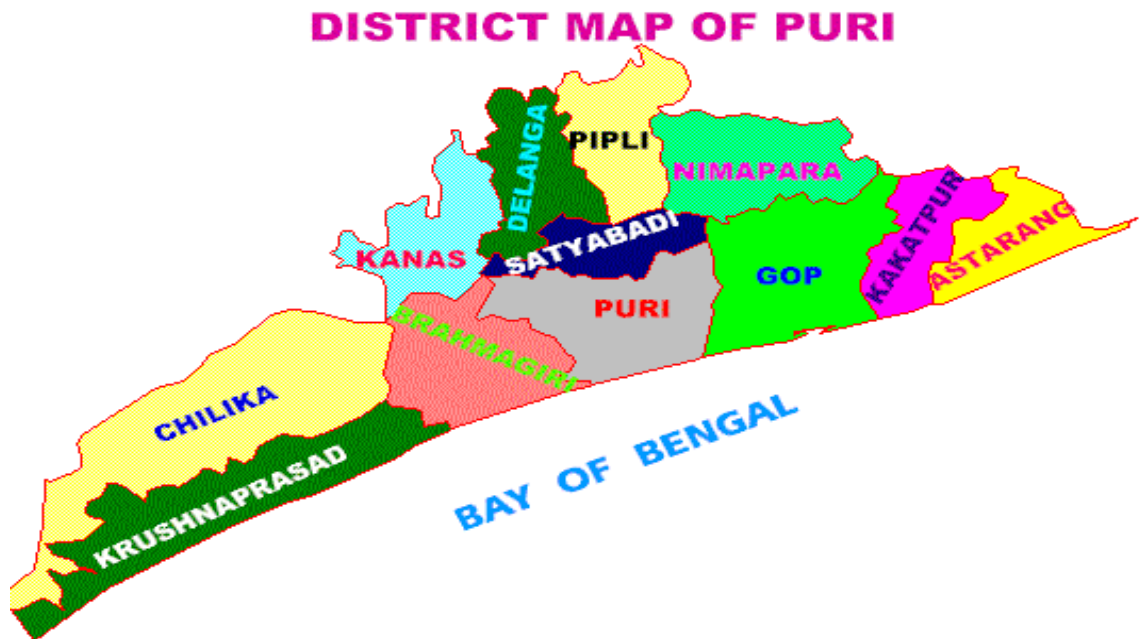 DISTRICT MAP OF PURI
DELANGA
PIPLI
NIMAPARA
KANAS
SATYABADI
GOP
KAKATPUR
ASTARANG
PURI
BRAHMAGIRI
CHILIKA
KRUSHNAPRASAD
BAY OF BENGAL